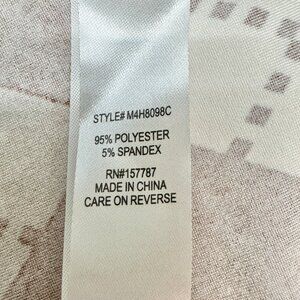 STYLE# M4H8098C
95% POLYESTER
5% SPANDEX
RN#157787
MADE IN CHINA
CARE ON REVERSE